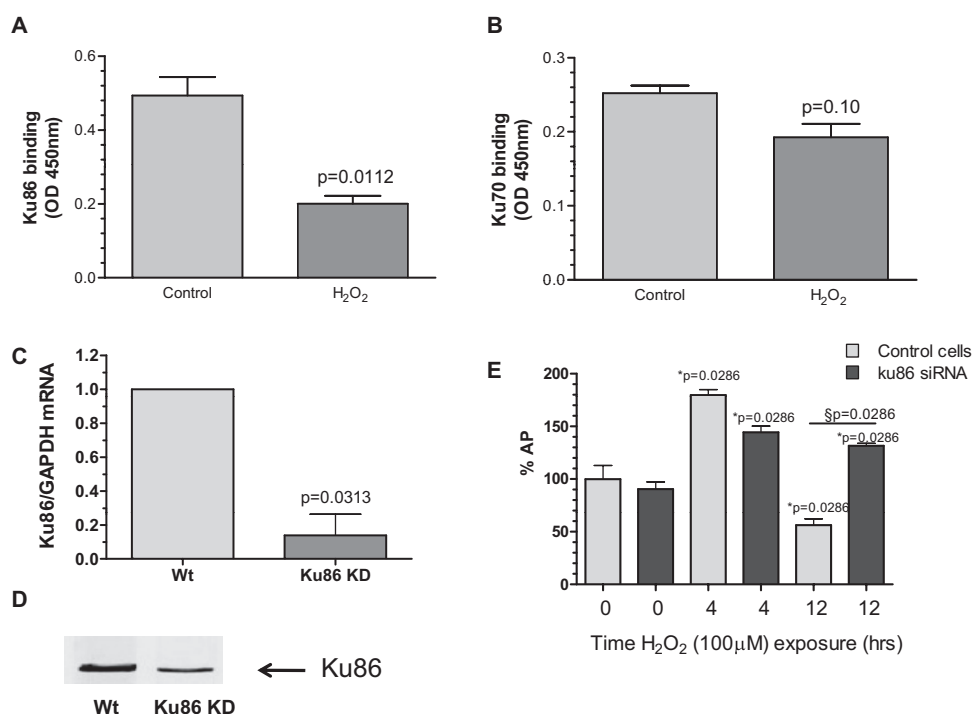 A
Ku86 binding
(OD 450nm)
0.6
0.4
0.2
0.0
p=0.0112
Control
H₂O₂
B
Ku70 binding
(OD 450nm)
0.3
0.2
0.1
0.0
p=0.10
Control
H₂O₂
C
Ku86/GAPDH mRNA
1.2
1.0
0.8
0.6
0.4
0.2
0.0
p=0.0313
Wt
Ku86 KD
D
Ku86
Wt
Ku86 KD
E
Control cells
ku86 siRNA
% AP
200
150
100
50
0
*p=0.0286
*p=0.0286
§p=0.0286
*p=0.0286
*p=0.0286
0 0 4 4 12 12
Time H₂O₂ (100μM) exposure (hrs)